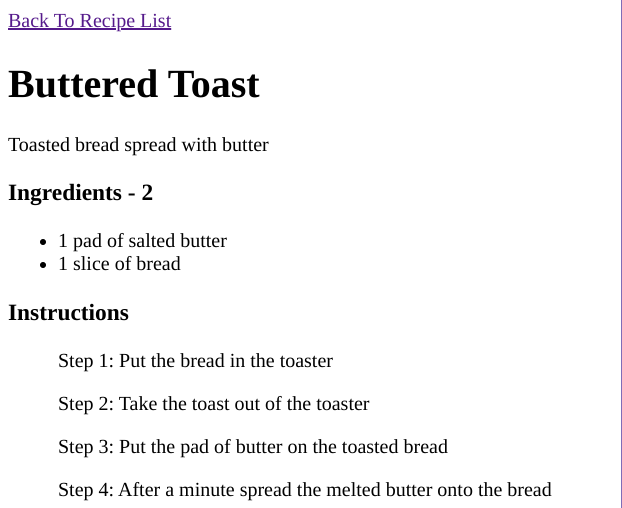 Back To Recipe List
Buttered Toast
Toasted bread spread with butter
Ingredients - 2
1 pad of salted butter
1 slice of bread
Instructions
Step 1: Put the bread in the toaster
Step 2: Take the toast out of the toaster
Step 3: Put the pad of butter on the toasted bread
Step 4: After a minute spread the melted butter onto the bread